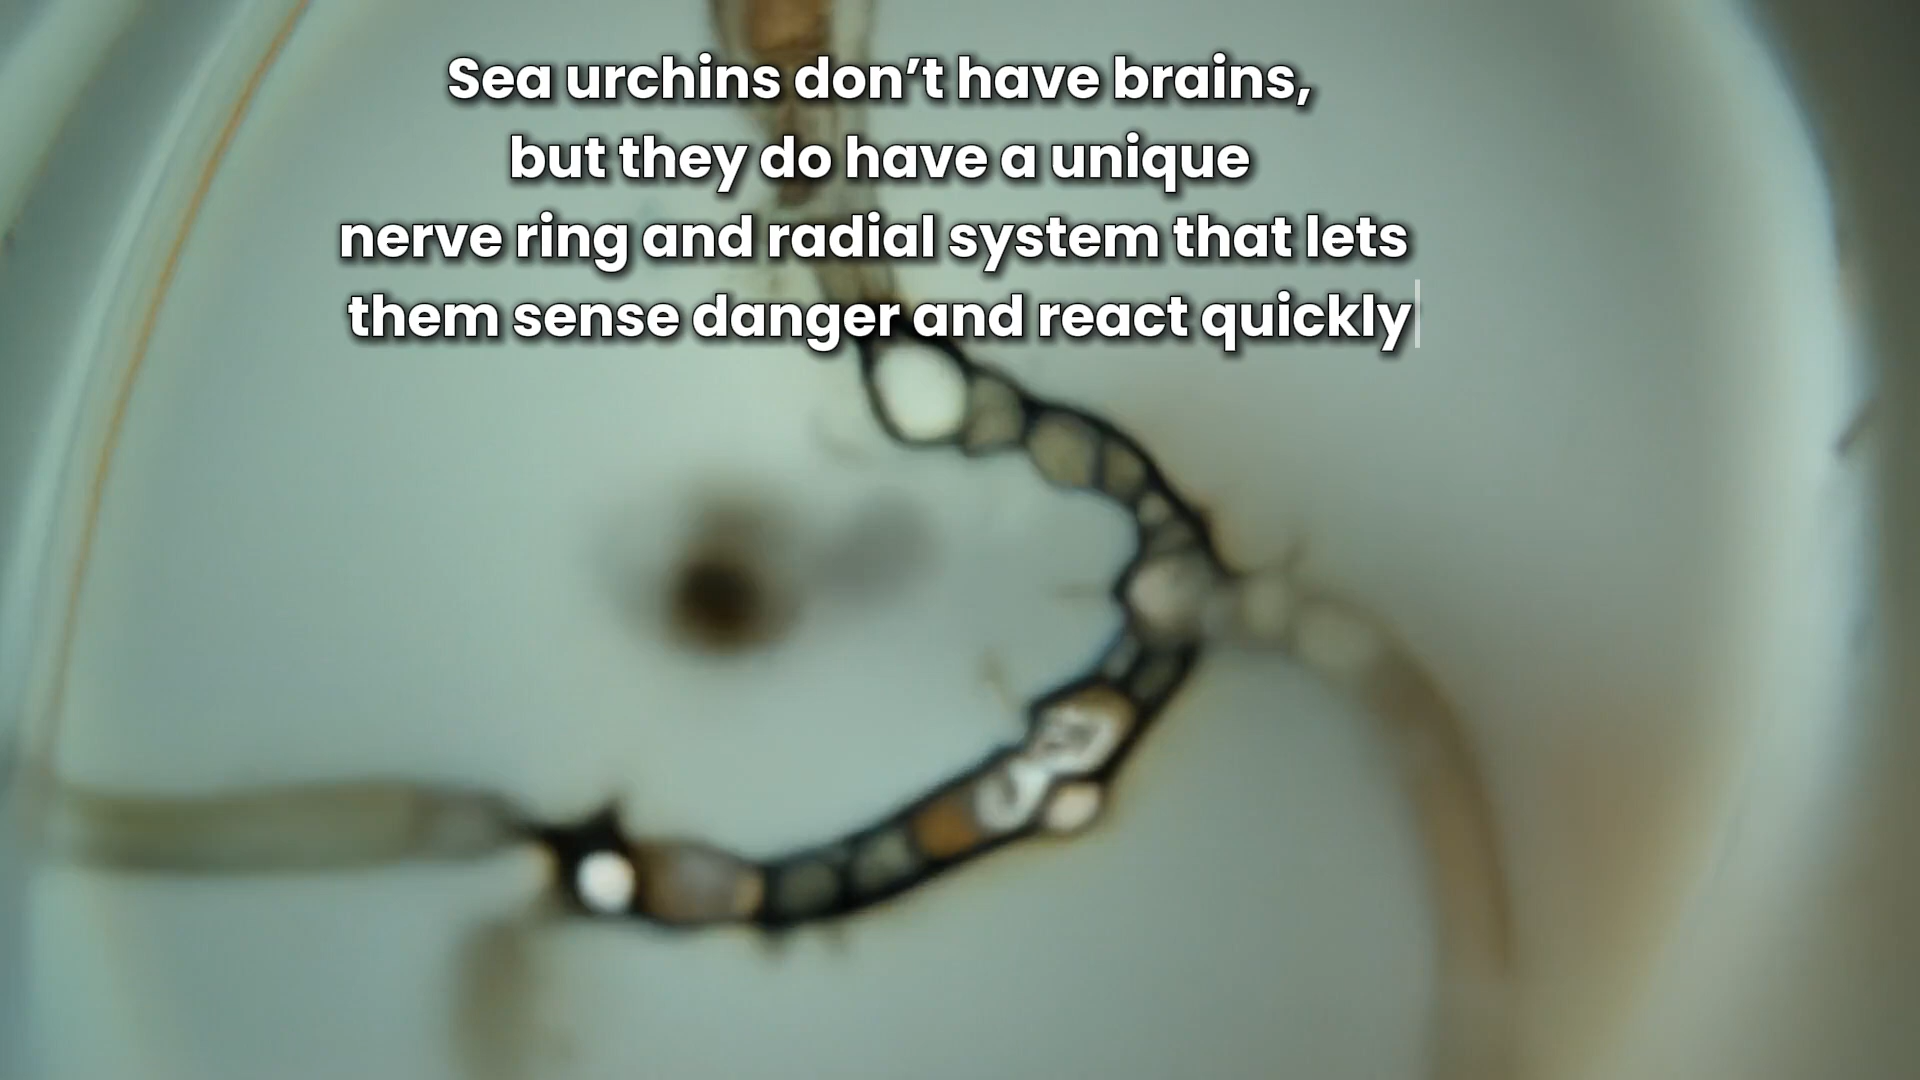 Sea urchins don’t have brains,
but they do have a unique
nerve ring and radial system that lets
them sense danger and react quickly